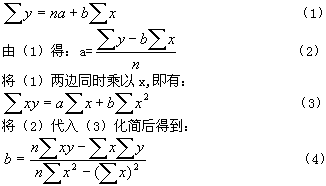 ∑y = na + b∑x （1）
由（1）得：a= (∑y − b∑x) / n （2）
将（1）两边同时乘以x,即有：
∑xy = a∑x + b∑x² （3）
将（2）代入（3）化简后得到：
b = (n∑xy − ∑x∑y) / (n∑x² − (∑x)²) （4）